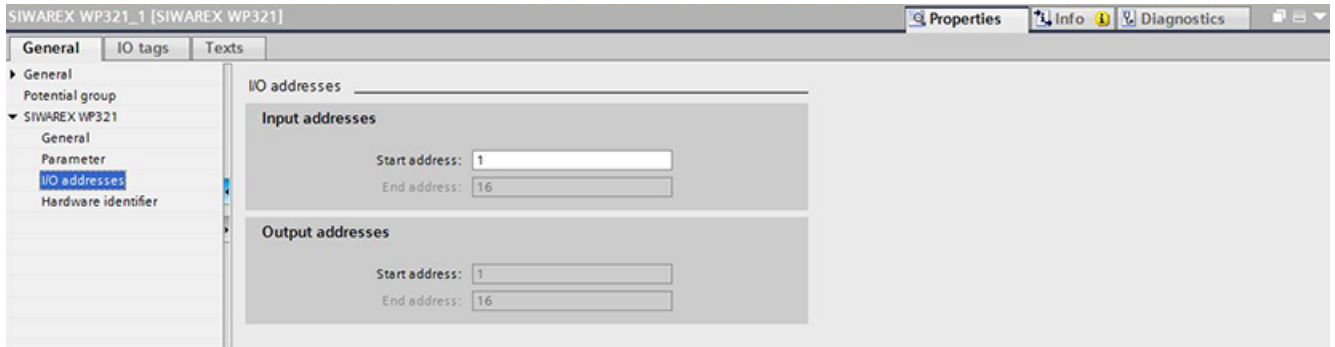 SIWAREX WP321_1 [SIWAREX WP321]
Properties Info Diagnostics
General IO tags Texts
General
Potential group
SIWAREX WP321
General
Parameter
I/O addresses
Hardware identifier
I/O addresses
Input addresses
Start address: 1
End address: 16
Output addresses
Start address: 1
End address: 16